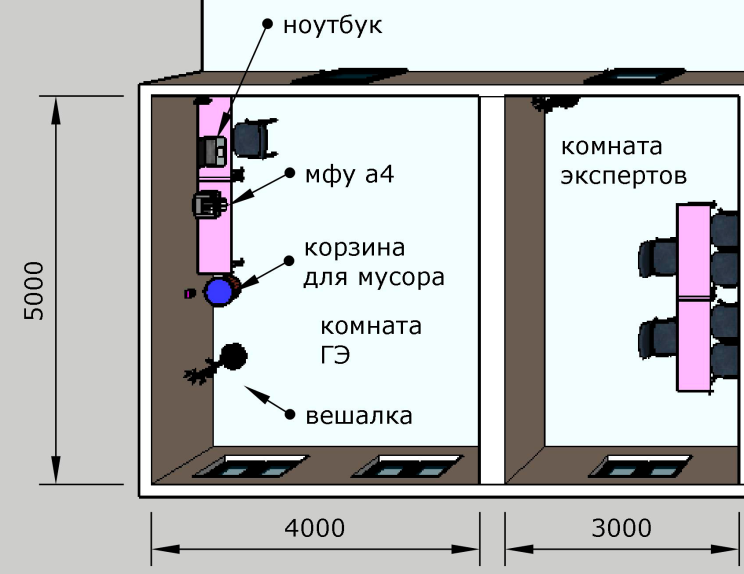 ноутбук
мфу а4
корзина
для мусора
комната
ГЭ
вешалка
комната
экспертов
5000
4000
3000